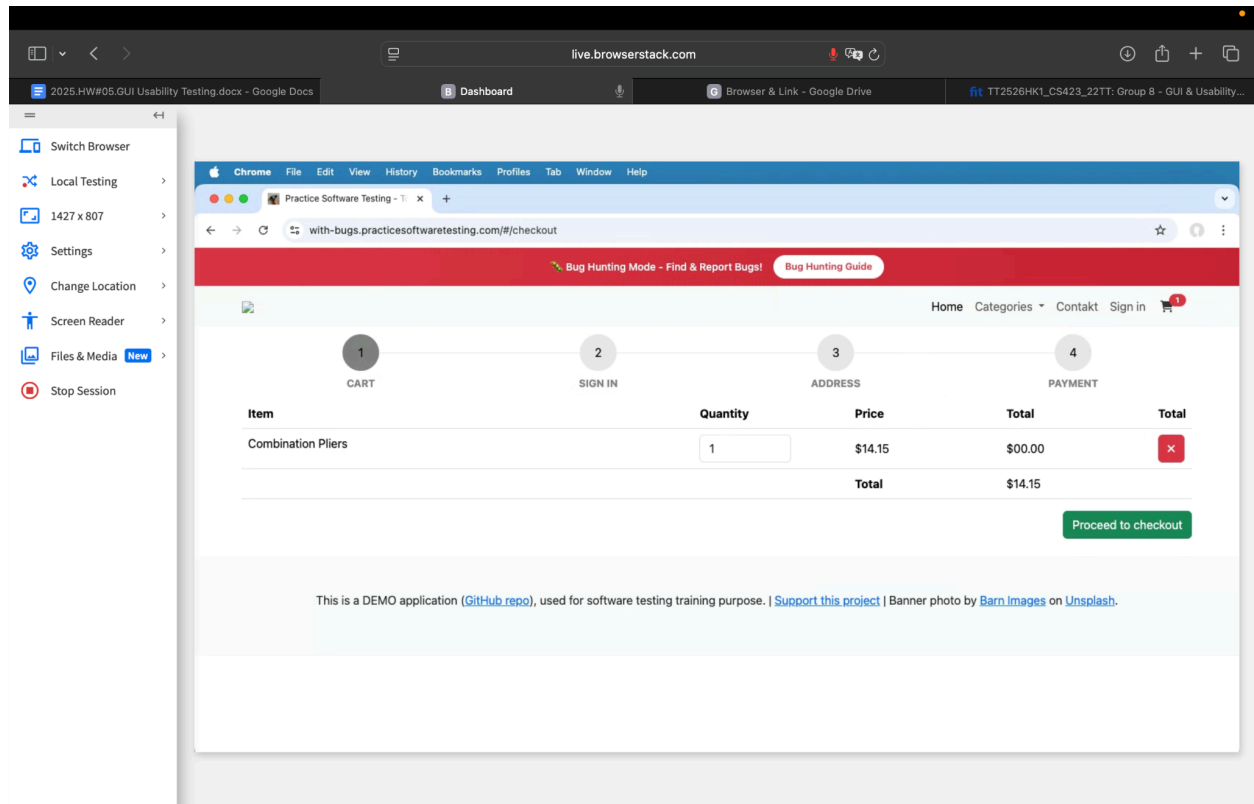 live.browserstack.com
2025.HW#05.GUI Usability Testing.docx - Google Docs
B Dashboard
G Browser & Link - Google Drive
fit TT2526HK1_CS423_22TT: Group 8 - GUI & Usability...
Switch Browser
Local Testing
1427 x 807
Settings
Change Location
Screen Reader
Files & Media New
Stop Session
Chrome File Edit View History Bookmarks Profiles Tab Window Help
Practice Software Testing - To
with-bugs.practicesoftwaretesting.com/#/checkout
Bug Hunting Mode - Find & Report Bugs! Bug Hunting Guide
Home Categories Contakt Sign in 1
1 2 3 4
CART SIGN IN ADDRESS PAYMENT
Item Quantity Price Total Total
Combination Pliers 1 $14.15 $00.00
Total $14.15
Proceed to checkout
This is a DEMO application (GitHub repo), used for software testing training purpose. | Support this project | Banner photo by Barn Images on Unsplash.